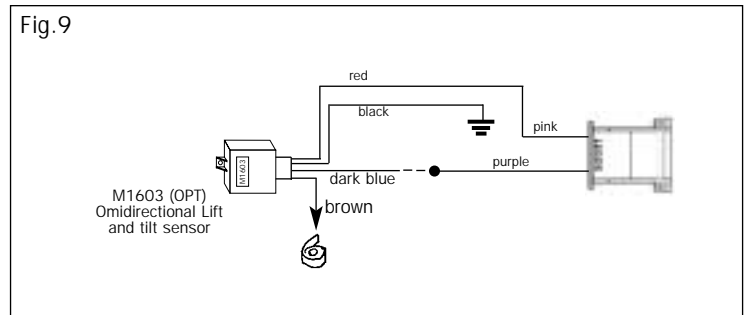 Fig.9
red
black
pink
purple
dark blue
brown
M1603
M1603 (OPT)
Omidirectional Lift
and tilt sensor